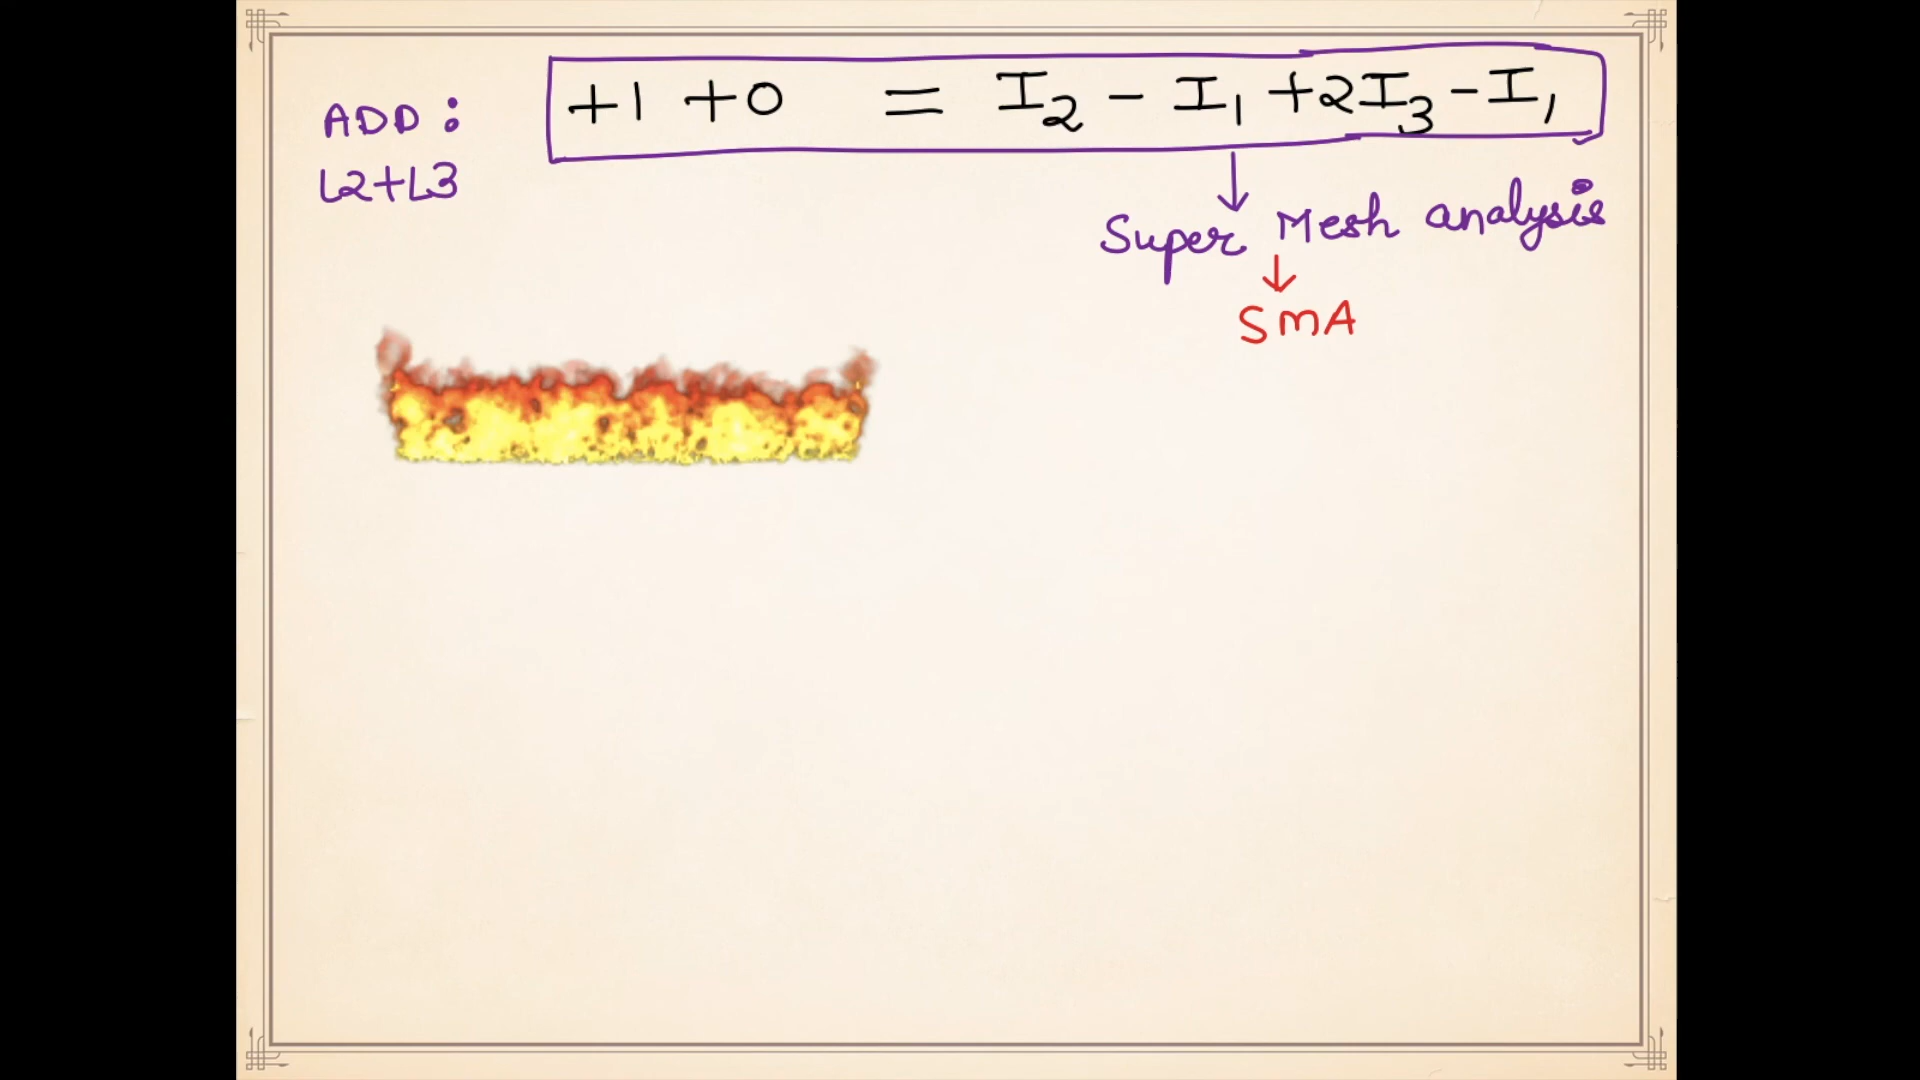 ADD : +1 +0 = I₂ - I₁ +2I₃ - I₁
L2+L3
Super Mesh analysis
SMA